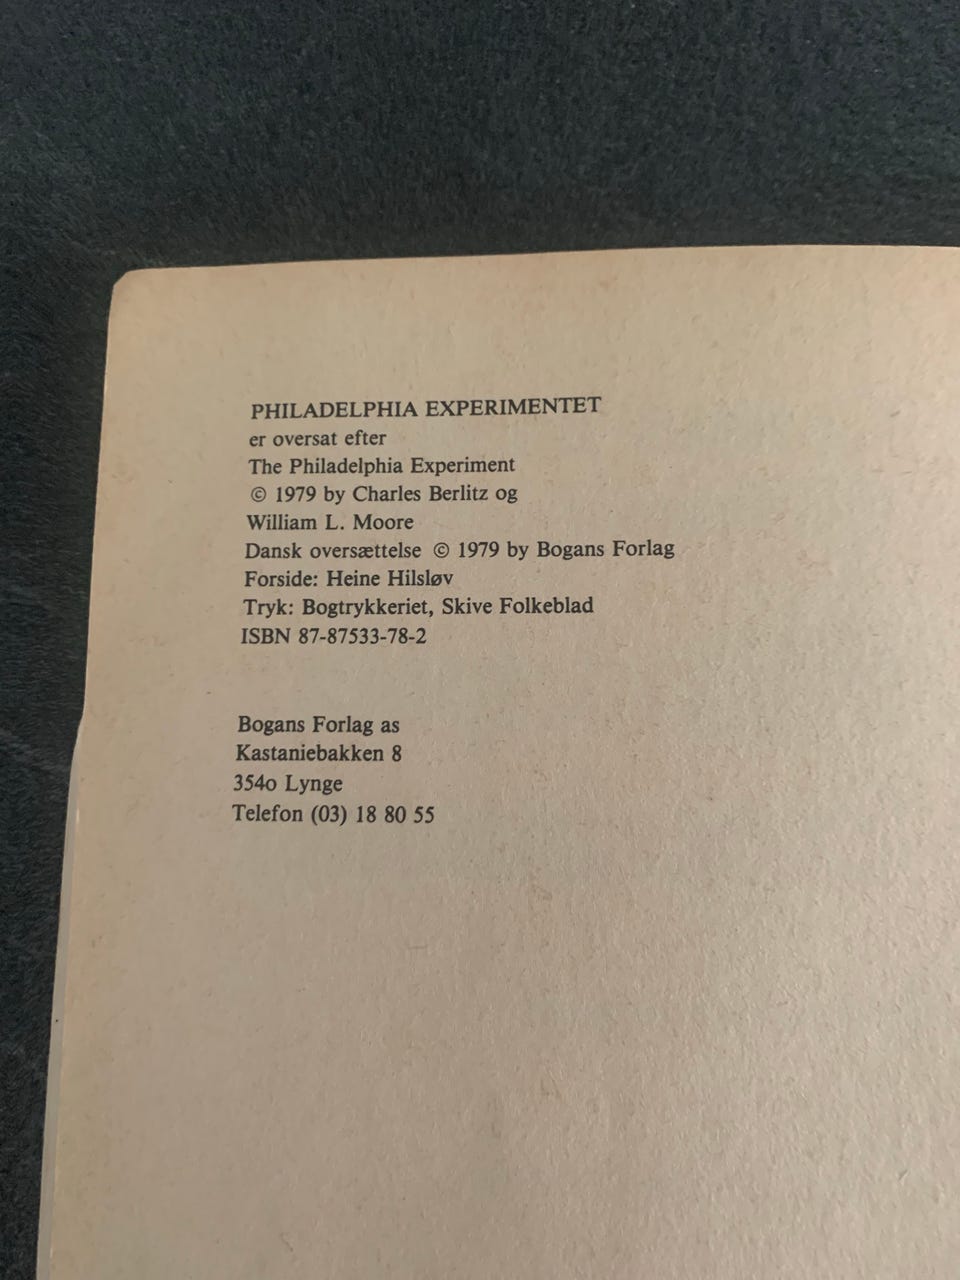 PHILADELPHIA EXPERIMENTET
er oversat efter
The Philadelphia Experiment
© 1979 by Charles Berlitz og
William L. Moore
Dansk oversættelse © 1979 by Bogans Forlag
Forside: Heine Hilsløv
Tryk: Bogtrykkeriet, Skive Folkeblad
ISBN 87-87533-78-2
Bogans Forlag as
Kastaniebakken 8
354o Lynge
Telefon (03) 18 80 55